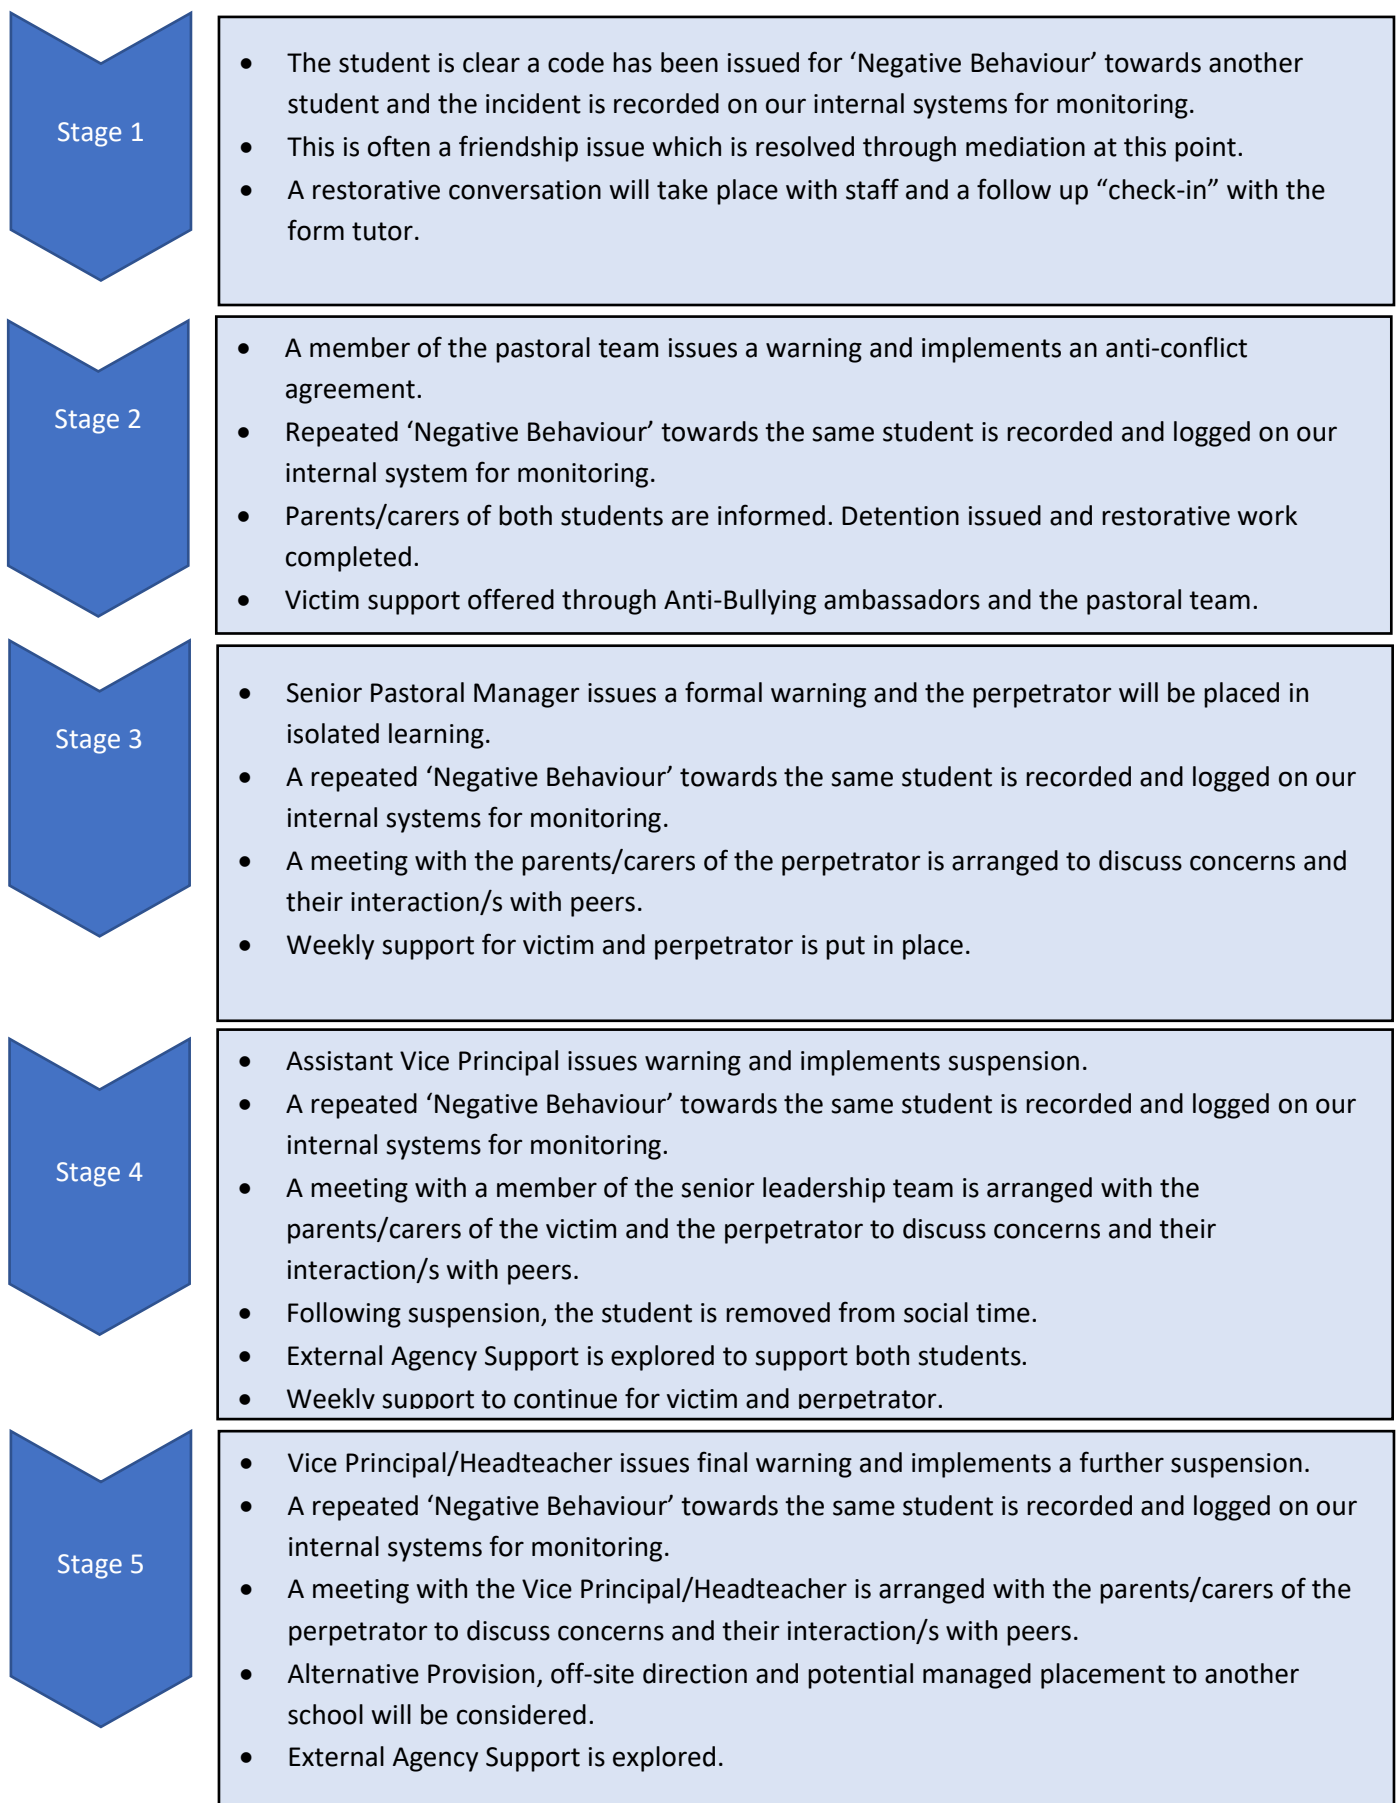 Stage 1
• The student is clear a code has been issued for ‘Negative Behaviour’ towards another
student and the incident is recorded on our internal systems for monitoring.
• This is often a friendship issue which is resolved through mediation at this point.
• A restorative conversation will take place with staff and a follow up “check-in” with the
form tutor.
Stage 2
• A member of the pastoral team issues a warning and implements an anti-conflict
agreement.
• Repeated ‘Negative Behaviour’ towards the same student is recorded and logged on our
internal system for monitoring.
• Parents/carers of both students are informed. Detention issued and restorative work
completed.
• Victim support offered through Anti-Bullying ambassadors and the pastoral team.
Stage 3
• Senior Pastoral Manager issues a formal warning and the perpetrator will be placed in
isolated learning.
• A repeated ‘Negative Behaviour’ towards the same student is recorded and logged on our
internal systems for monitoring.
• A meeting with the parents/carers of the perpetrator is arranged to discuss concerns and
their interaction/s with peers.
• Weekly support for victim and perpetrator is put in place.
Stage 4
• Assistant Vice Principal issues warning and implements suspension.
• A repeated ‘Negative Behaviour’ towards the same student is recorded and logged on our
internal systems for monitoring.
• A meeting with a member of the senior leadership team is arranged with the
parents/carers of the victim and the perpetrator to discuss concerns and their
interaction/s with peers.
• Following suspension, the student is removed from social time.
• External Agency Support is explored to support both students.
• Weekly support to continue for victim and perpetrator.
Stage 5
• Vice Principal/Headteacher issues final warning and implements a further suspension.
• A repeated ‘Negative Behaviour’ towards the same student is recorded and logged on our
internal systems for monitoring.
• A meeting with the Vice Principal/Headteacher is arranged with the parents/carers of the
perpetrator to discuss concerns and their interaction/s with peers.
• Alternative Provision, off-site direction and potential managed placement to another
school will be considered.
• External Agency Support is explored.